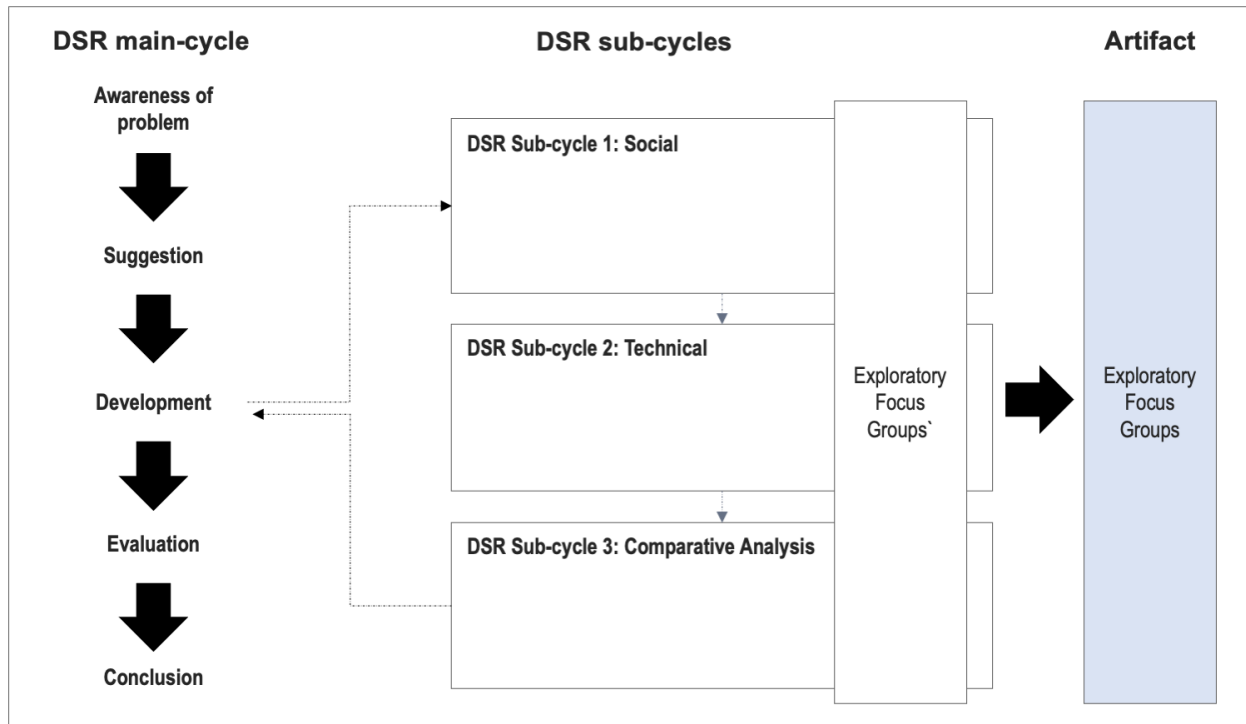 DSR main-cycle
DSR sub-cycles
Artifact
Awareness of
problem
Suggestion
Development
Evaluation
Conclusion
DSR Sub-cycle 1: Social
DSR Sub-cycle 2: Technical
DSR Sub-cycle 3: Comparative Analysis
Exploratory
Focus
Groups`
Exploratory
Focus
Groups